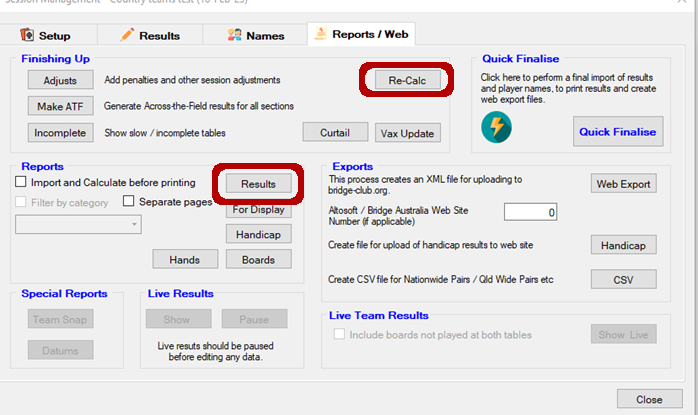 Session Management - Country teams test (10-Feb-23)
Setup
Results
Names
Reports / Web
Finishing Up
Adjusts
Add penalties and other session adjustments
Re-Calc
Make ATF
Generate Across-the-Field results for all sections
Incomplete
Show slow / incomplete tables
Curtail
Vax Update
Quick Finalise
Click here to perform a final import of results
and player names, to print results and create
web export files.
Quick Finalise
Reports
Import and Calculate before printing
Results
Filter by category
Separate pages
For Display
Handicap
Hands
Boards
Exports
This process creates an XML file for uploading to
bridge-club.org.
Web Export
Altosoft / Bridge Australia Web Site
Number (if applicable)
0
Create file for upload of handicap results to web site
Handicap
Create CSV file for Nationwide Pairs / Qld Wide Pairs etc
CSV
Special Reports
Team Snap
Datums
Live Results
Show
Pause
Live resuts should be paused
before editing any data.
Live Team Results
Include boards not played at both tables
Show Live
Close